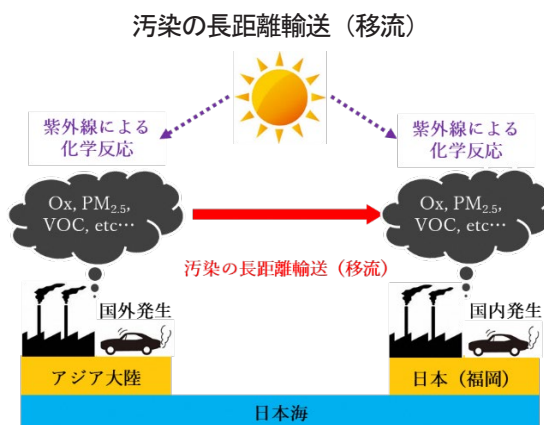 汚染の長距離輸送（移流）
紫外線による
化学反応
紫外線による
化学反応
Ox, PM₂.₅,
VOC, etc…
Ox, PM₂.₅,
VOC, etc…
汚染の長距離輸送（移流）
国外発生
国内発生
アジア大陸
日本（福岡）
日本海